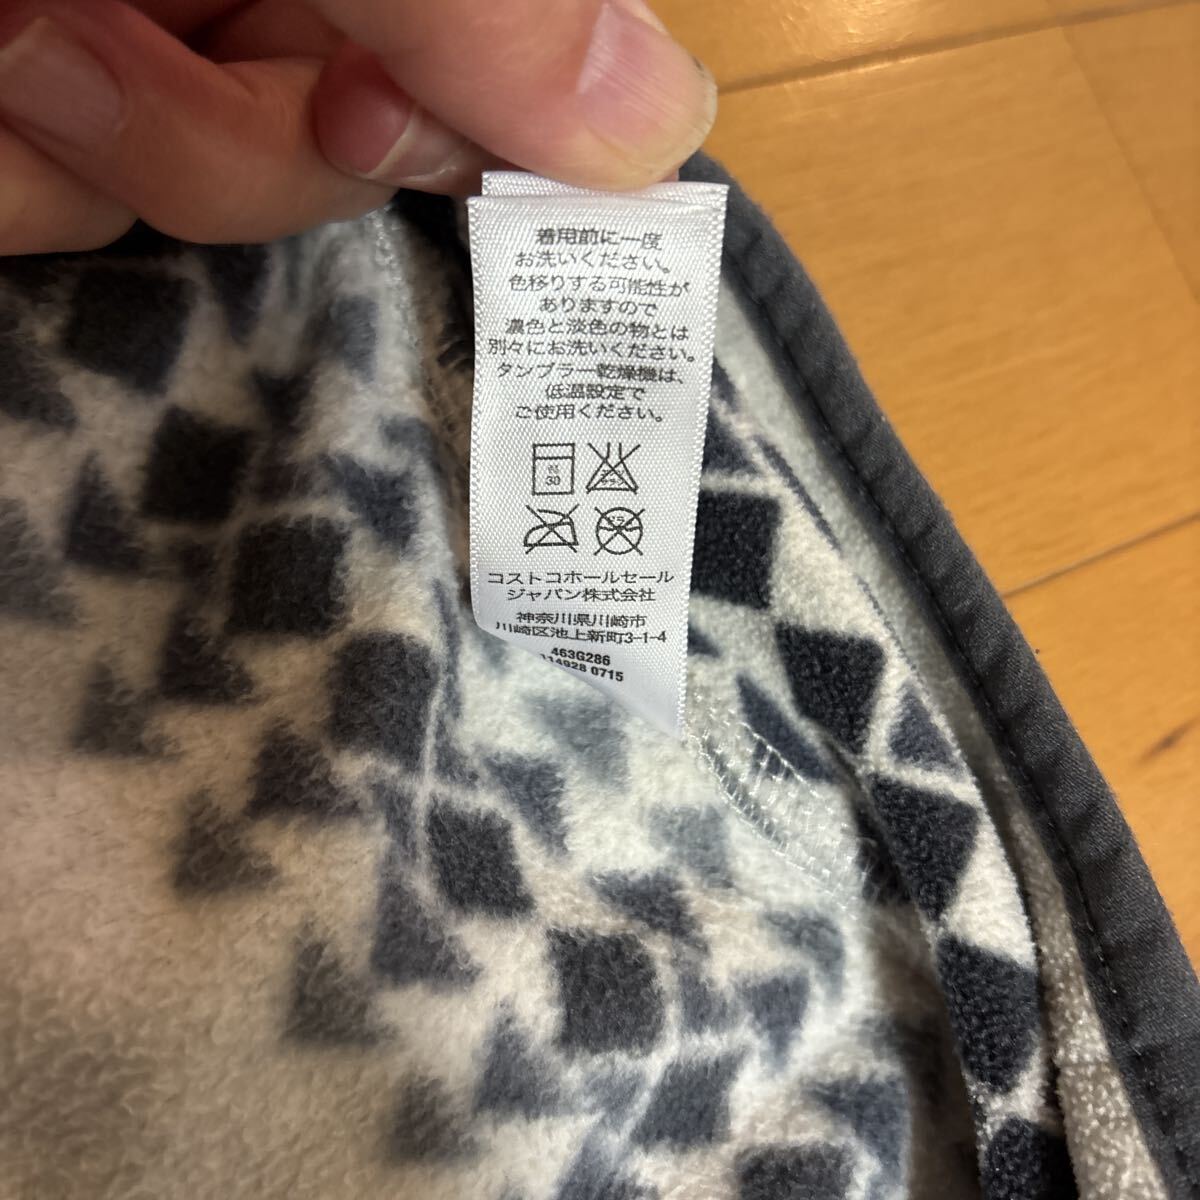 着用前に一度
お洗いください。
色移りする可能性が
ありますので
濃色と淡色の物とは
別々にお洗いください。
タンブラー乾燥機は、
低温設定で
ご使用ください。
30
コストコホールセール
ジャパン株式会社
神奈川県川崎市
川崎区池上新町3-1-4
463G286
0715